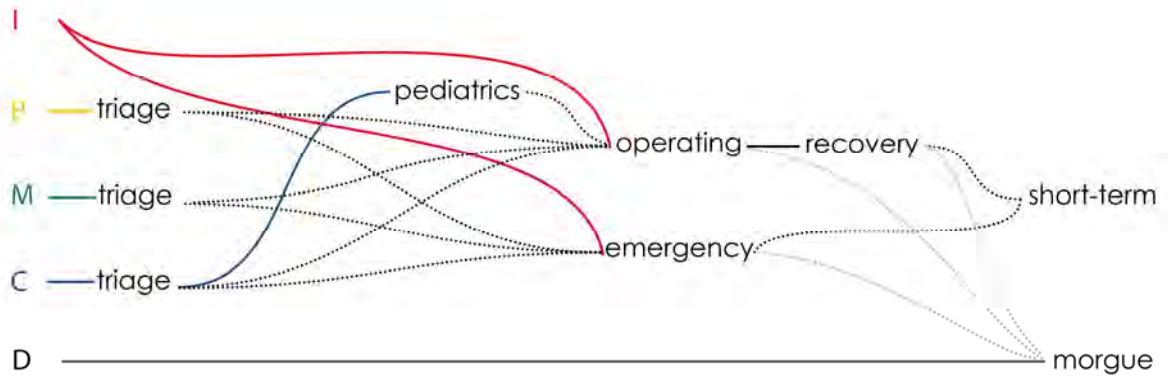 I
pediatrics
triage
operating recovery
M triage
short-term
emergency
C triage
D morgue